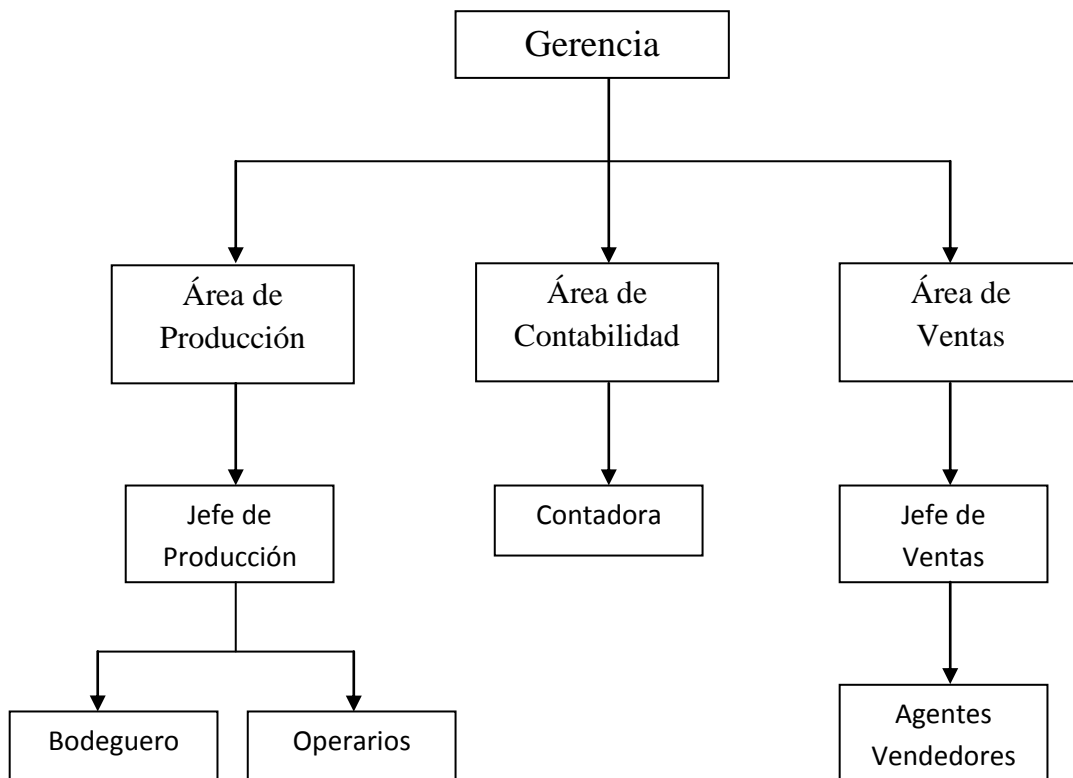 Gerencia
Área de
Producción
Área de
Contabilidad
Área de
Ventas
Jefe de
Producción
Contadora
Jefe de
Ventas
Bodeguero
Operarios
Agentes
Vendedores